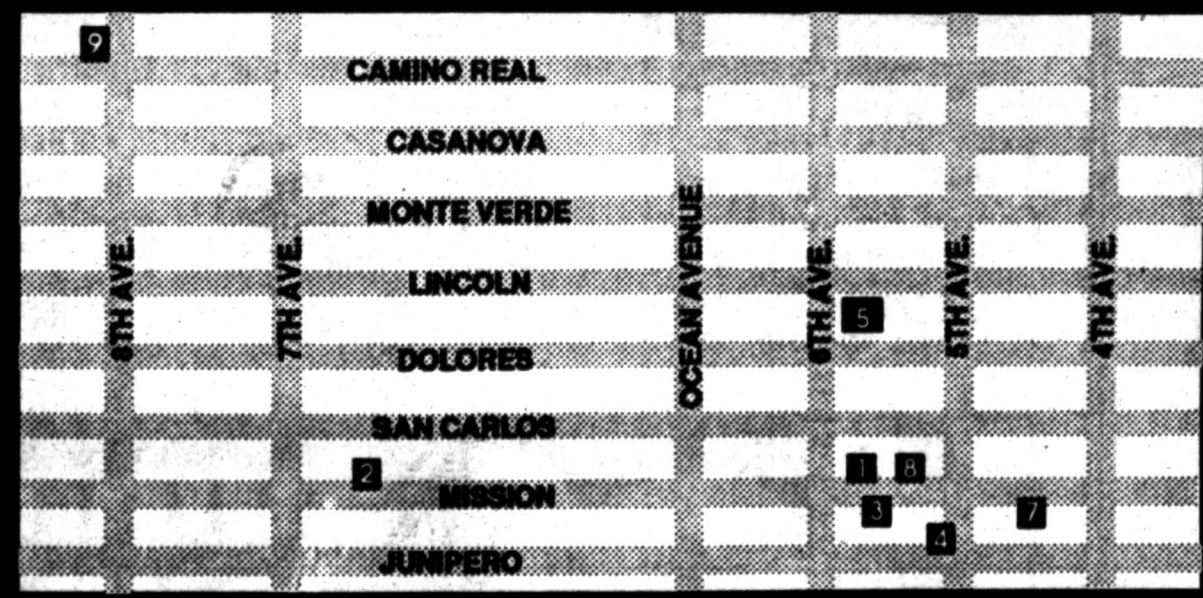 9
CAMINO REAL
CASANOVA
MONTE VERDE
LINCOLN
DOLORES
SAN CARLOS
MISSION
JUNIPERO
8TH AVE.
7TH AVE.
OCEAN AVENUE
6TH AVE.
5TH AVE.
4TH AVE.
5
2
1
8
3
7
4